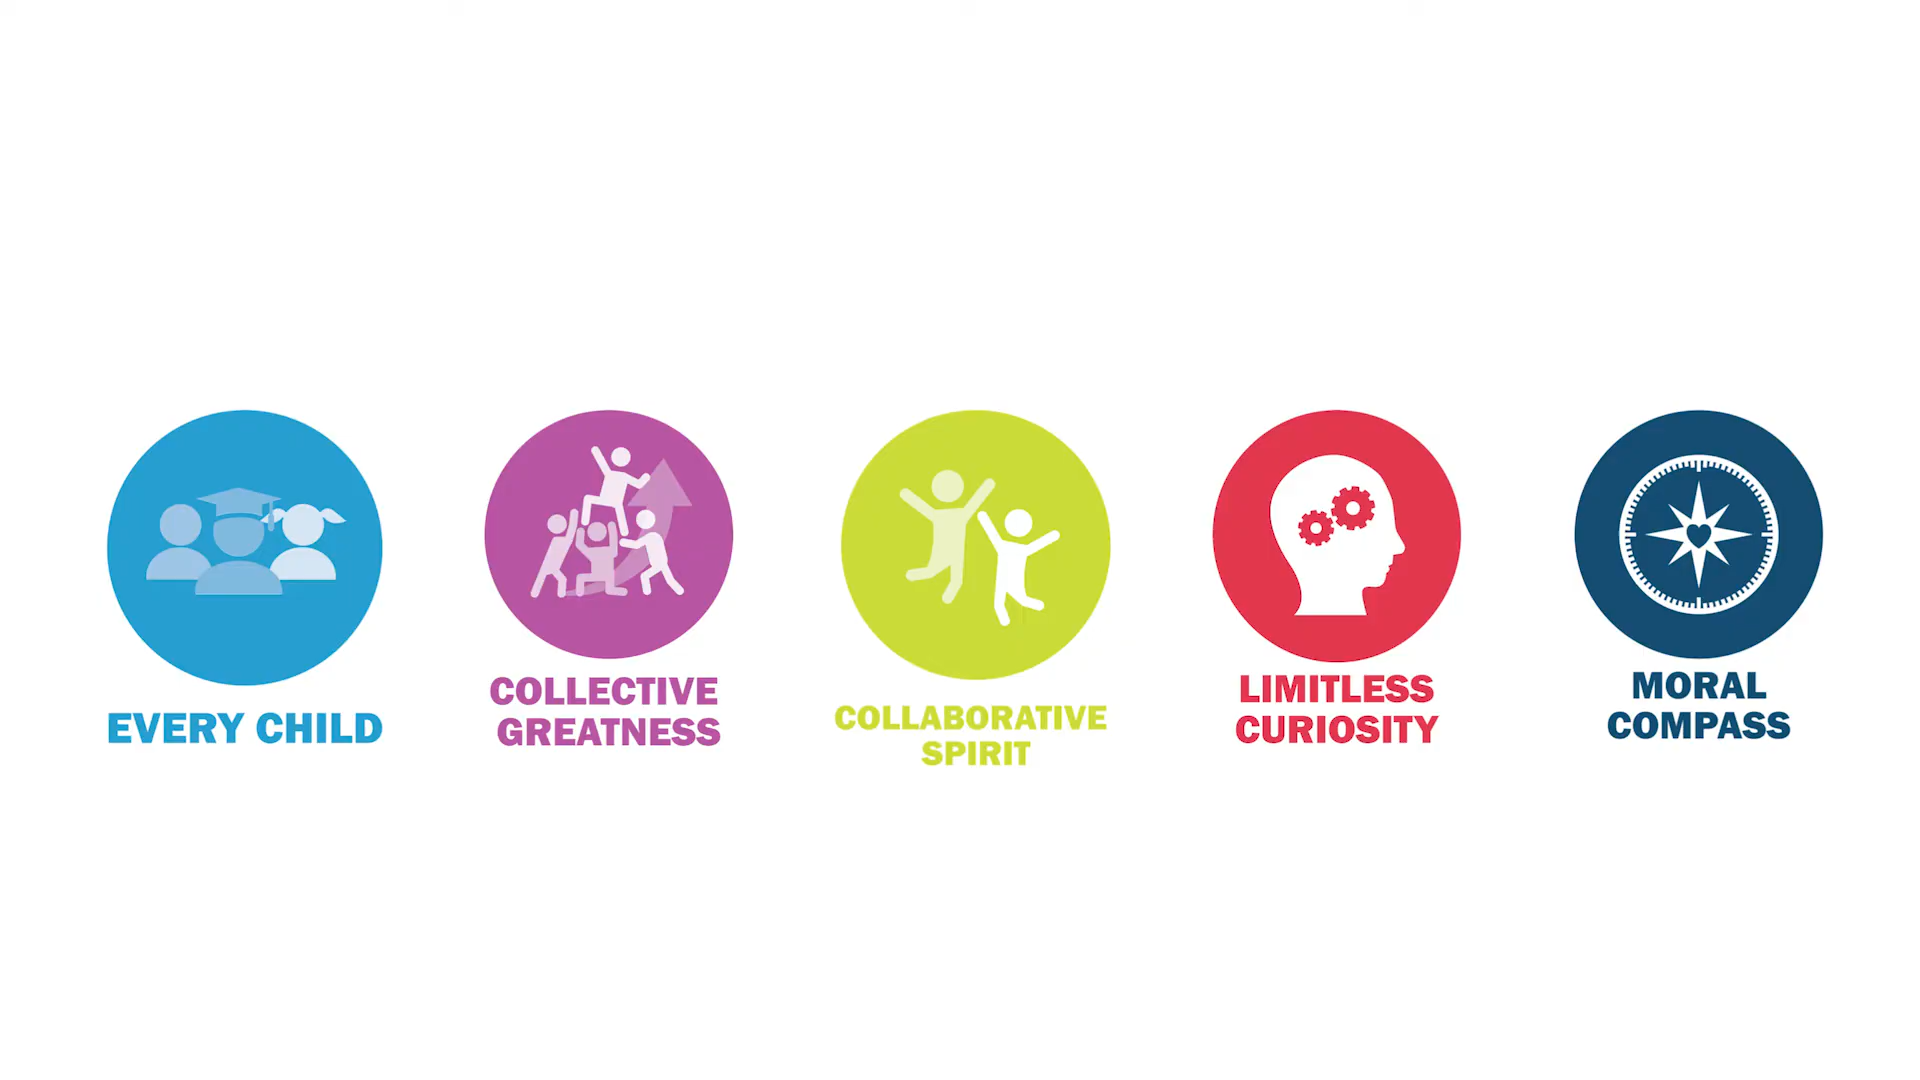 EVERY CHILD
COLLECTIVE
GREATNESS
COLLABORATIVE
SPIRIT
LIMITLESS
CURIOSITY
MORAL
COMPASS